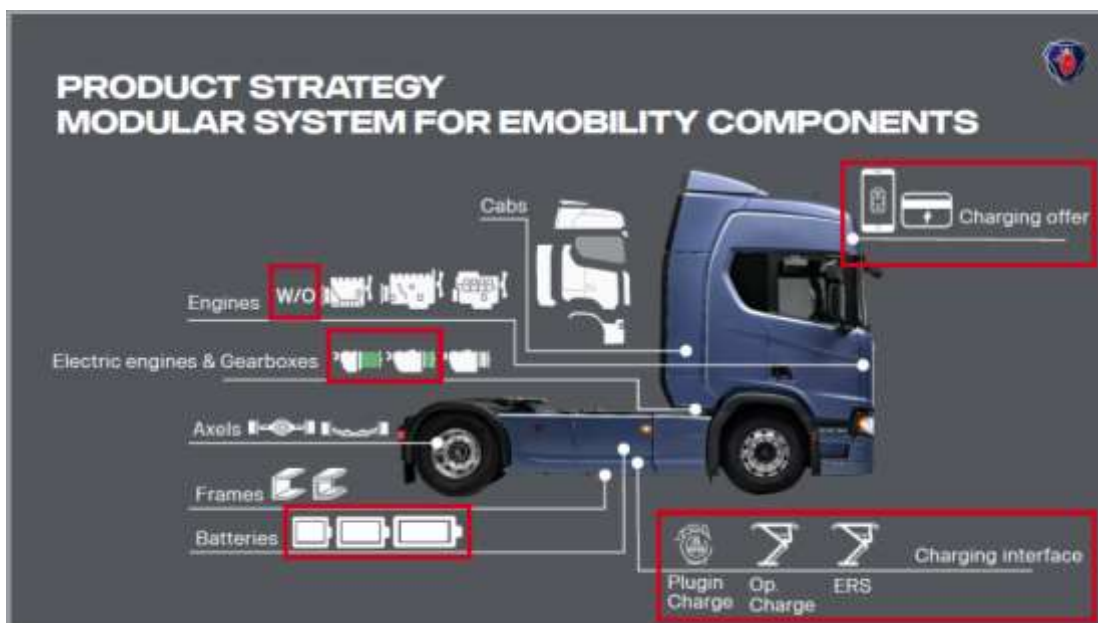 PRODUCT STRATEGY
MODULAR SYSTEM FOR EMOBILITY COMPONENTS
Cabs
Charging offer
Engines W/O
Electric engines & Gearboxes
Axels
Frames
Batteries
Charging interface
Plugin
Charge
Op.
Charge
ERS